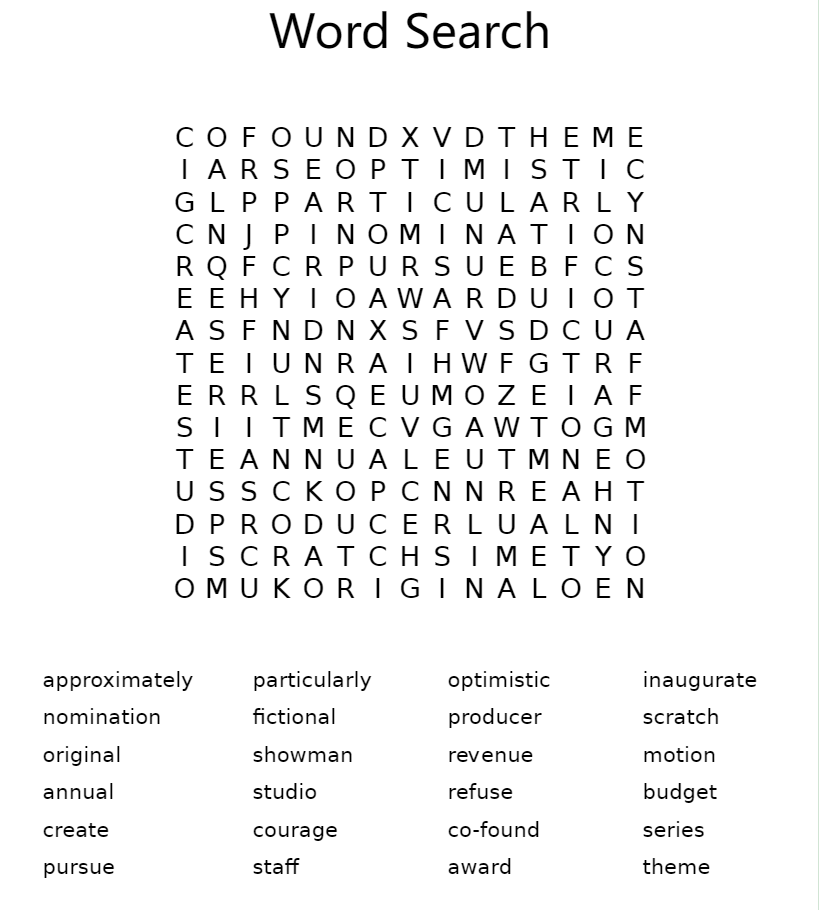 Word Search
C O F O U N D X V D T H E M E
I A R S E O P T I M I S T I C
G L P P A R T I C U L A R L Y
C N J P I N O M I N A T I O N
R Q F C R P U R S U E B F C S
E E H Y I O A W A R D U I O T
A S F N D N X S F V S D C U A
T E I U N R A I H W F G T R F
E R R L S Q E U M O Z E I A F
S I I T M E C V G A W T O G M
T E A N N U A L E U T M N E O
U S S C K O P C N N R E A H T
D P R O D U C E R L U A L N I
I S C R A T C H S I M E T Y O
O M U K O R I G I N A L O E N
approximately particularly optimistic inaugurate
nomination fictional producer scratch
original showman revenue motion
annual studio refuse budget
create courage co-found series
pursue staff award theme